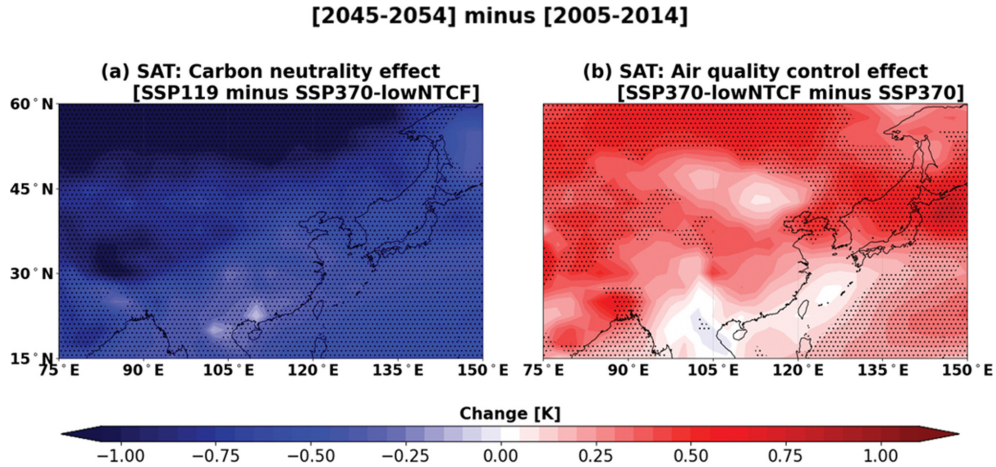 [2045-2054] minus [2005-2014]
(a) SAT: Carbon neutrality effect
[SSP119 minus SSP370-lowNTCF]
(b) SAT: Air quality control effect
[SSP370-lowNTCF minus SSP370]
60°N
45°N
30°N
15°N
75°E 90°E 105°E 120°E 135°E 150°E
75°E 90°E 105°E 120°E 135°E 150°E
Change [K]
−1.00 −0.75 −0.50 −0.25 0.00 0.25 0.50 0.75 1.00